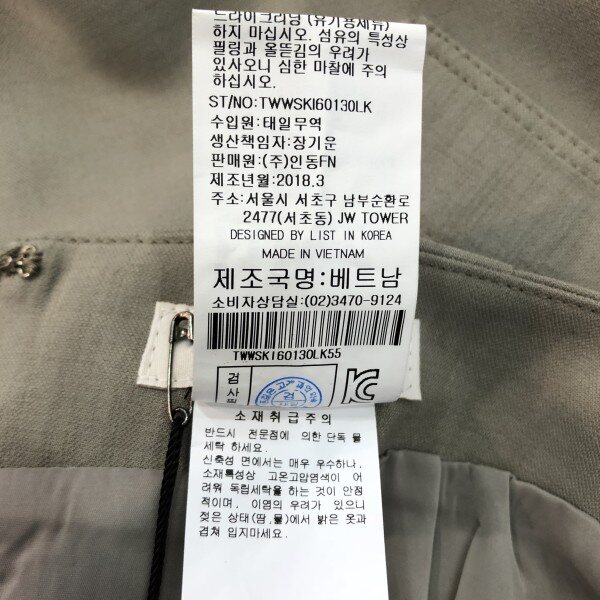 드라이크리닝 (유기용제류)
하지 마십시오. 섬유의 특성상
필링과 올뜯김의 우려가
있사오니 심한 마찰에 주의
하십시오.
ST/NO:TWWSKI60130LK
수입원:태일무역
생산책임자:장기운
판매원:(주)인동FN
제조년월:2018.3
주소:서울시 서초구 남부순환로
2477(서초동) JW TOWER
DESIGNED BY LIST IN KOREA
MADE IN VIETNAM
제조국명:베트남
소비자상담실:(02)3470-9124
TWWSKI60130LK55
검
사
필
검
소재취급주의
반드시 전문점에 의한 단독 물
세탁 하세요.
신축성 면에서는 매우 우수하나,
소재특성상 고온고압염색이 어
려워 독립세탁을 하는 것이 안정
적이며, 이염의 우려가 있으니
젖은 상태(땀,물)에서 밝은 옷과
겹쳐 입지마세요.